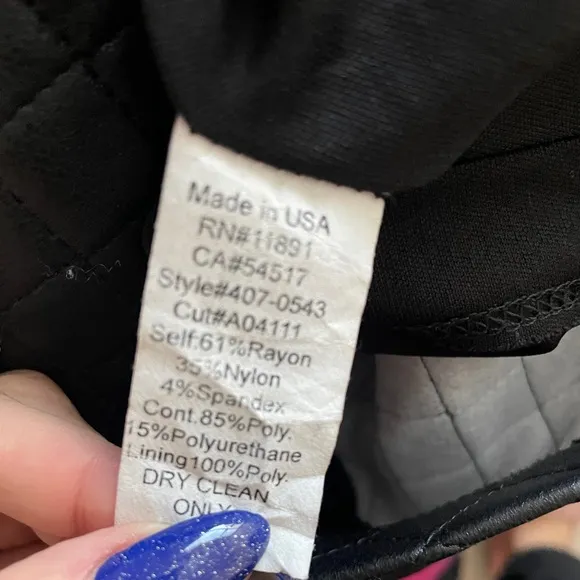 Made in USA
RN#11891
CA#54517
Style#407-0543
Cut#A04111
Self:61%Rayon
35%Nylon
4%Spandex
Cont.85%Poly.
15%Polyurethane
Lining100%Poly.
DRY CLEAN
ONLY